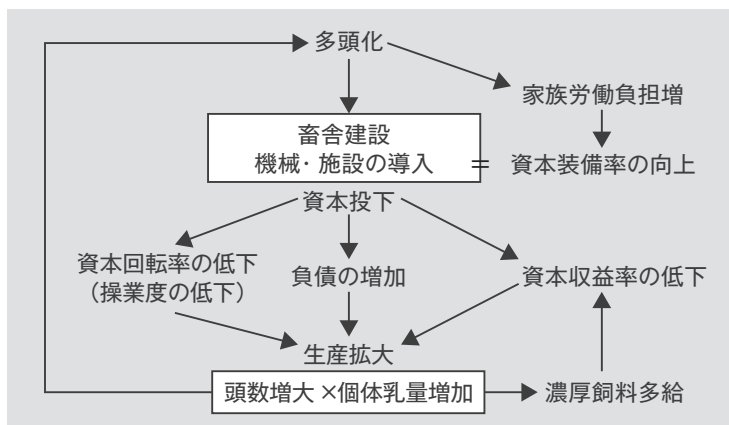 多頭化
家族労働負担増
畜舎建設
機械・施設の導入
=
資本装備率の向上
資本投下
資本回転率の低下
（操業度の低下）
負債の増加
資本収益率の低下
生産拡大
頭数増大×個体乳量増加
濃厚飼料多給